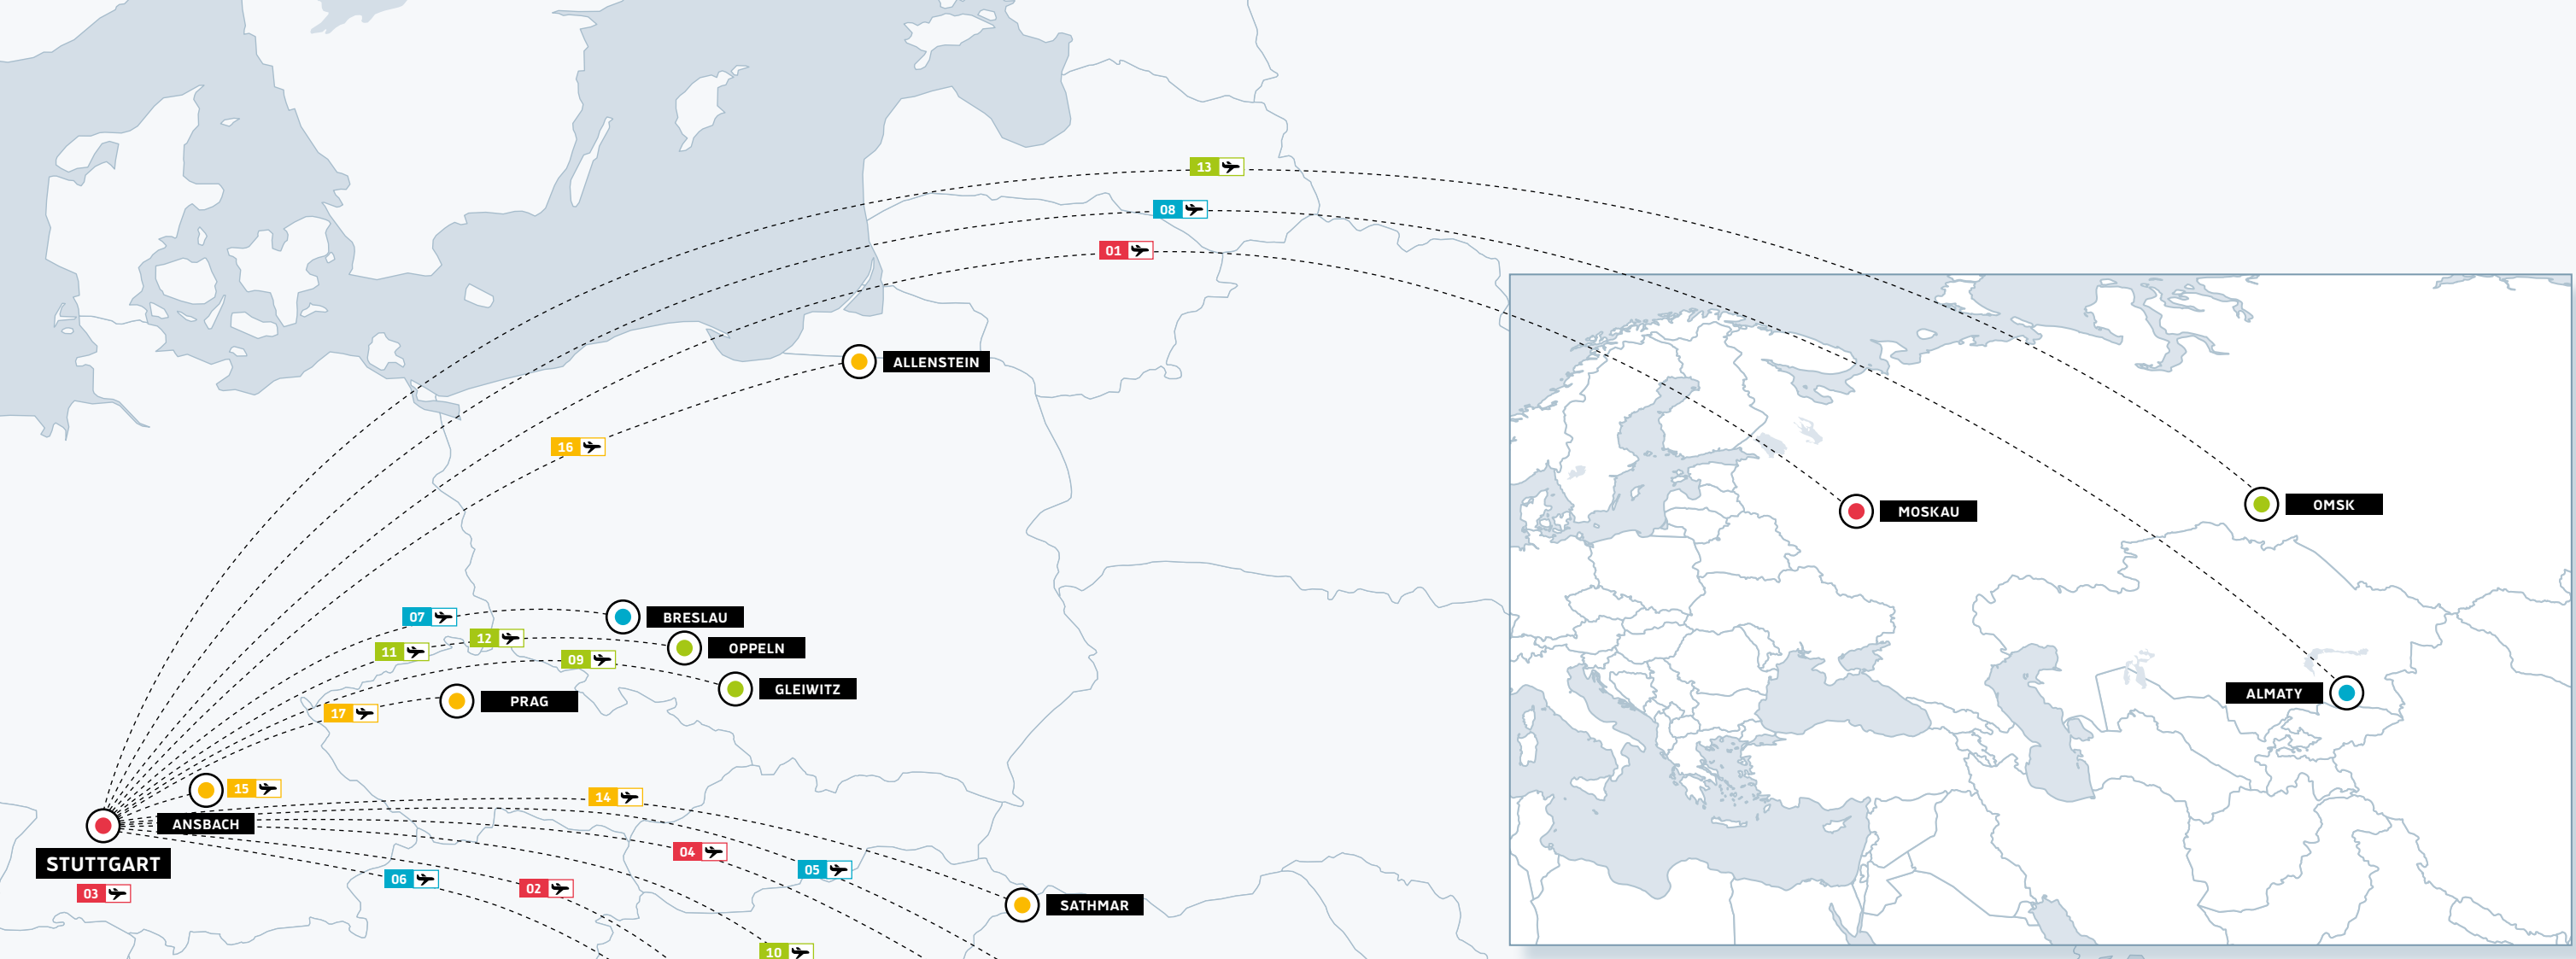 13
08
01
ALLENSTEIN
16
MOSKAU
OMSK
07
BRESLAU
12
OPPELN
11
09
GLEIWITZ
PRAG
17
ALMATY
15
14
ANSBACH
STUTTGART
04
05
06
02
03
SATHMAR
10